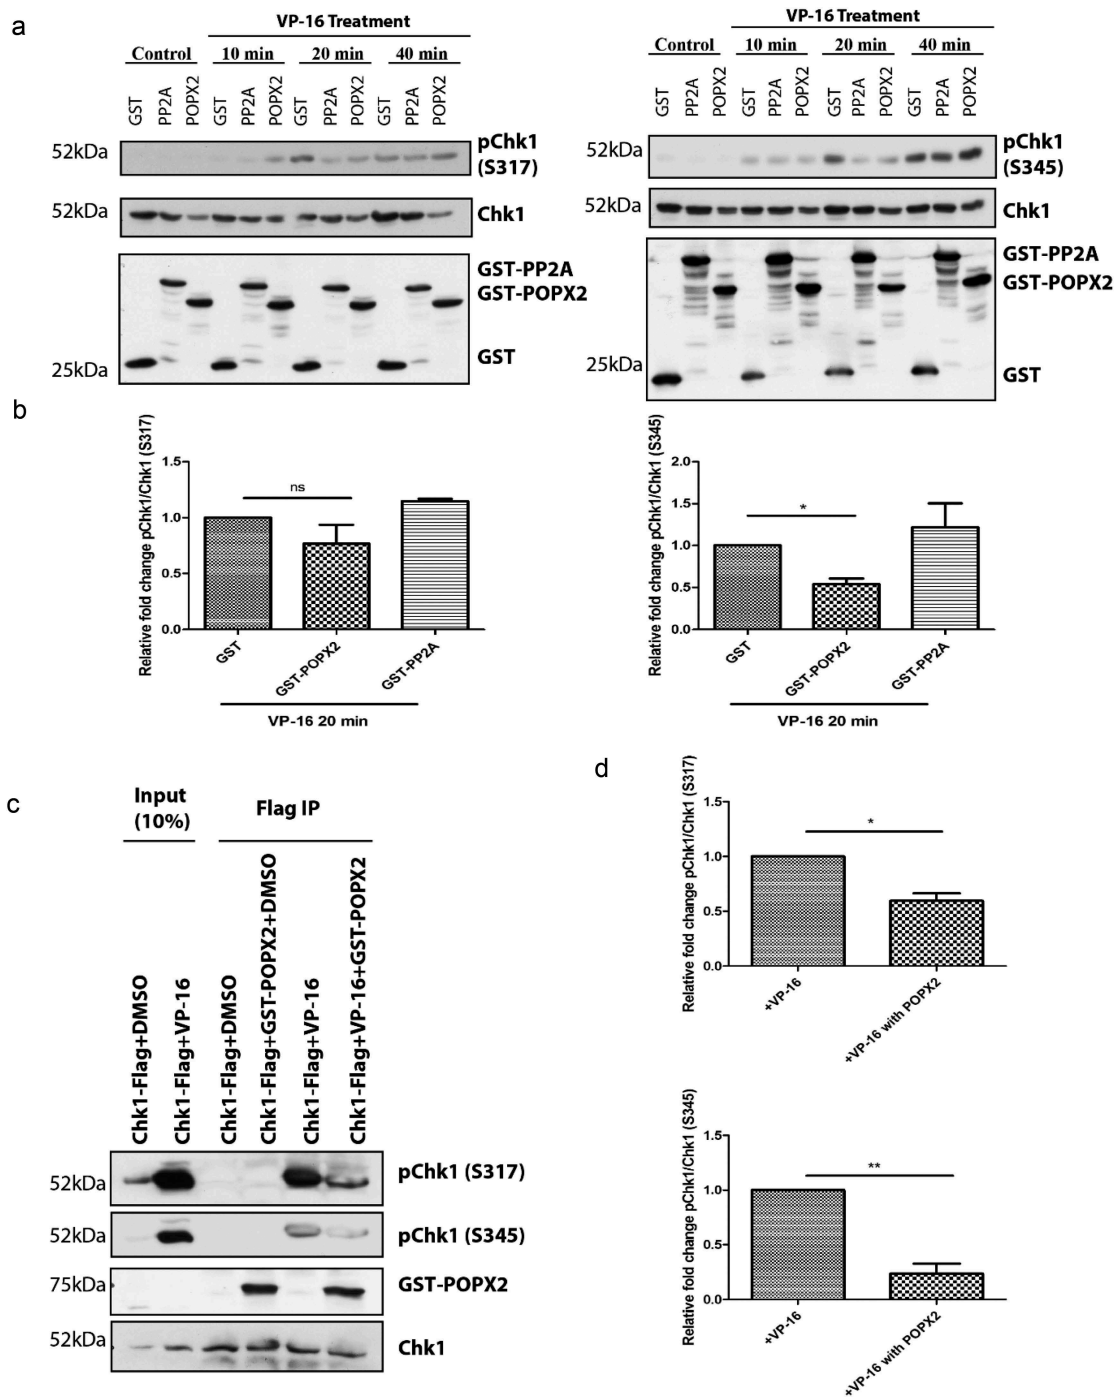 a
VP-16 Treatment
Control 10 min 20 min 40 min
GST PP2A POPX2 GST PP2A POPX2 GST PP2A POPX2 GST PP2A POPX2
52kDa
pChk1
(S317)
52kDa
Chk1
GST-PP2A
GST-POPX2
GST
25kDa
VP-16 Treatment
Control 10 min 20 min 40 min
GST PP2A POPX2 GST PP2A POPX2 GST PP2A POPX2 GST PP2A POPX2
52kDa
pChk1
(S345)
52kDa
Chk1
GST-PP2A
GST-POPX2
25kDa
GST
b
Relative fold change pChk1/Chk1 (S317)
1.5
1.0
0.5
0.0
ns
GST
GST-POPX2
GST-PP2A
VP-16 20 min
Relative fold change pChk1/Chk1 (S345)
2.0
1.5
1.0
0.5
0.0
*
GST
GST-POPX2
GST-PP2A
VP-16 20 min
c
Input
(10%)
Flag IP
Chk1-Flag+DMSO
Chk1-Flag+VP-16
Chk1-Flag+DMSO
Chk1-Flag+GST-POPX2+DMSO
Chk1-Flag+VP-16
Chk1-Flag+VP-16+GST-POPX2
52kDa
pChk1 (S317)
52kDa
pChk1 (S345)
75kDa
GST-POPX2
52kDa
Chk1
d
Relative fold change pChk1/Chk1 (S317)
1.5
1.0
0.5
0.0
*
+VP-16
+VP-16 with POPX2
Relative fold change pChk1/Chk1 (S345)
1.5
1.0
0.5
0.0
**
+VP-16
+VP-16 with POPX2